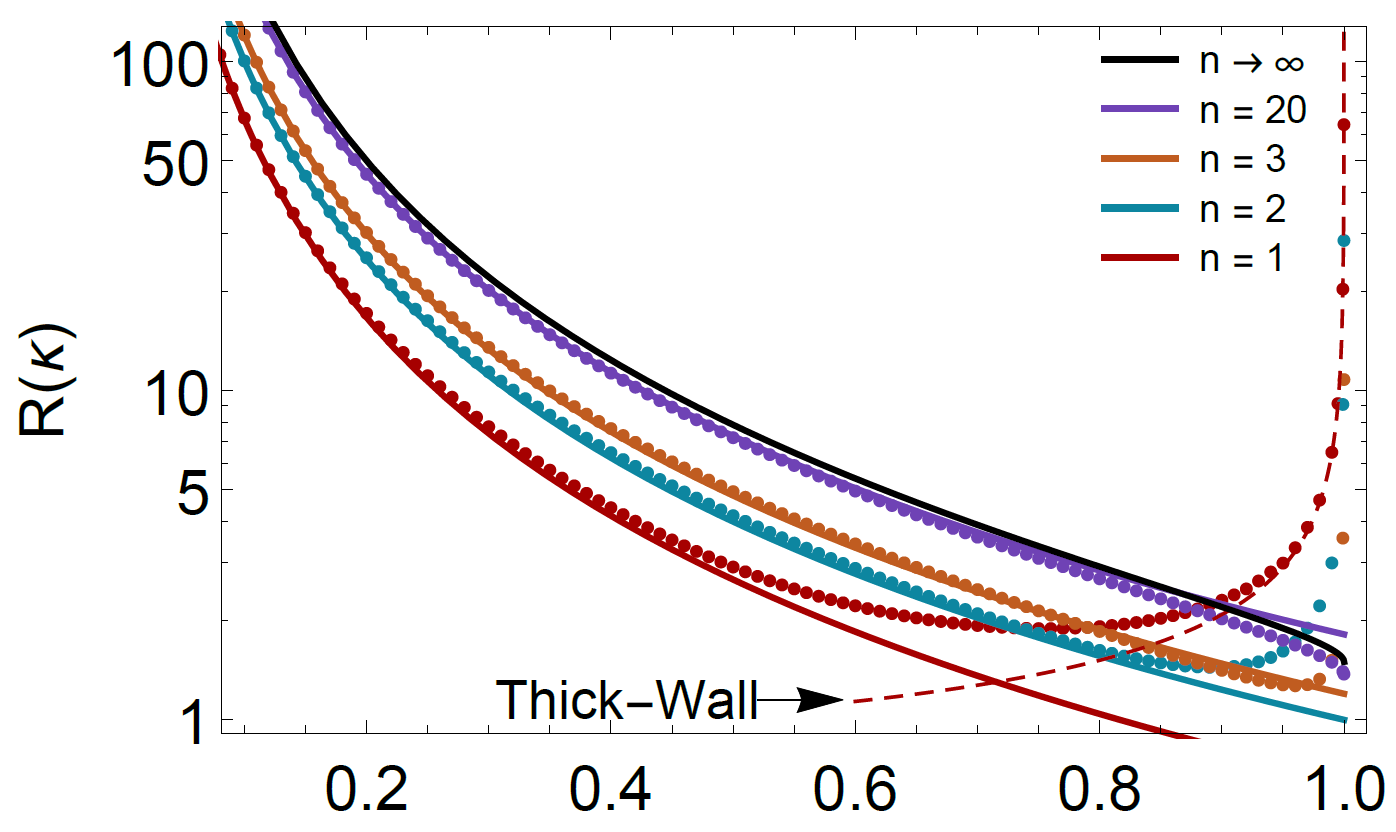 100
50
10
5
1
R(κ)
n → ∞
n = 20
n = 3
n = 2
n = 1
Thick−Wall
0.2 0.4 0.6 0.8 1.0